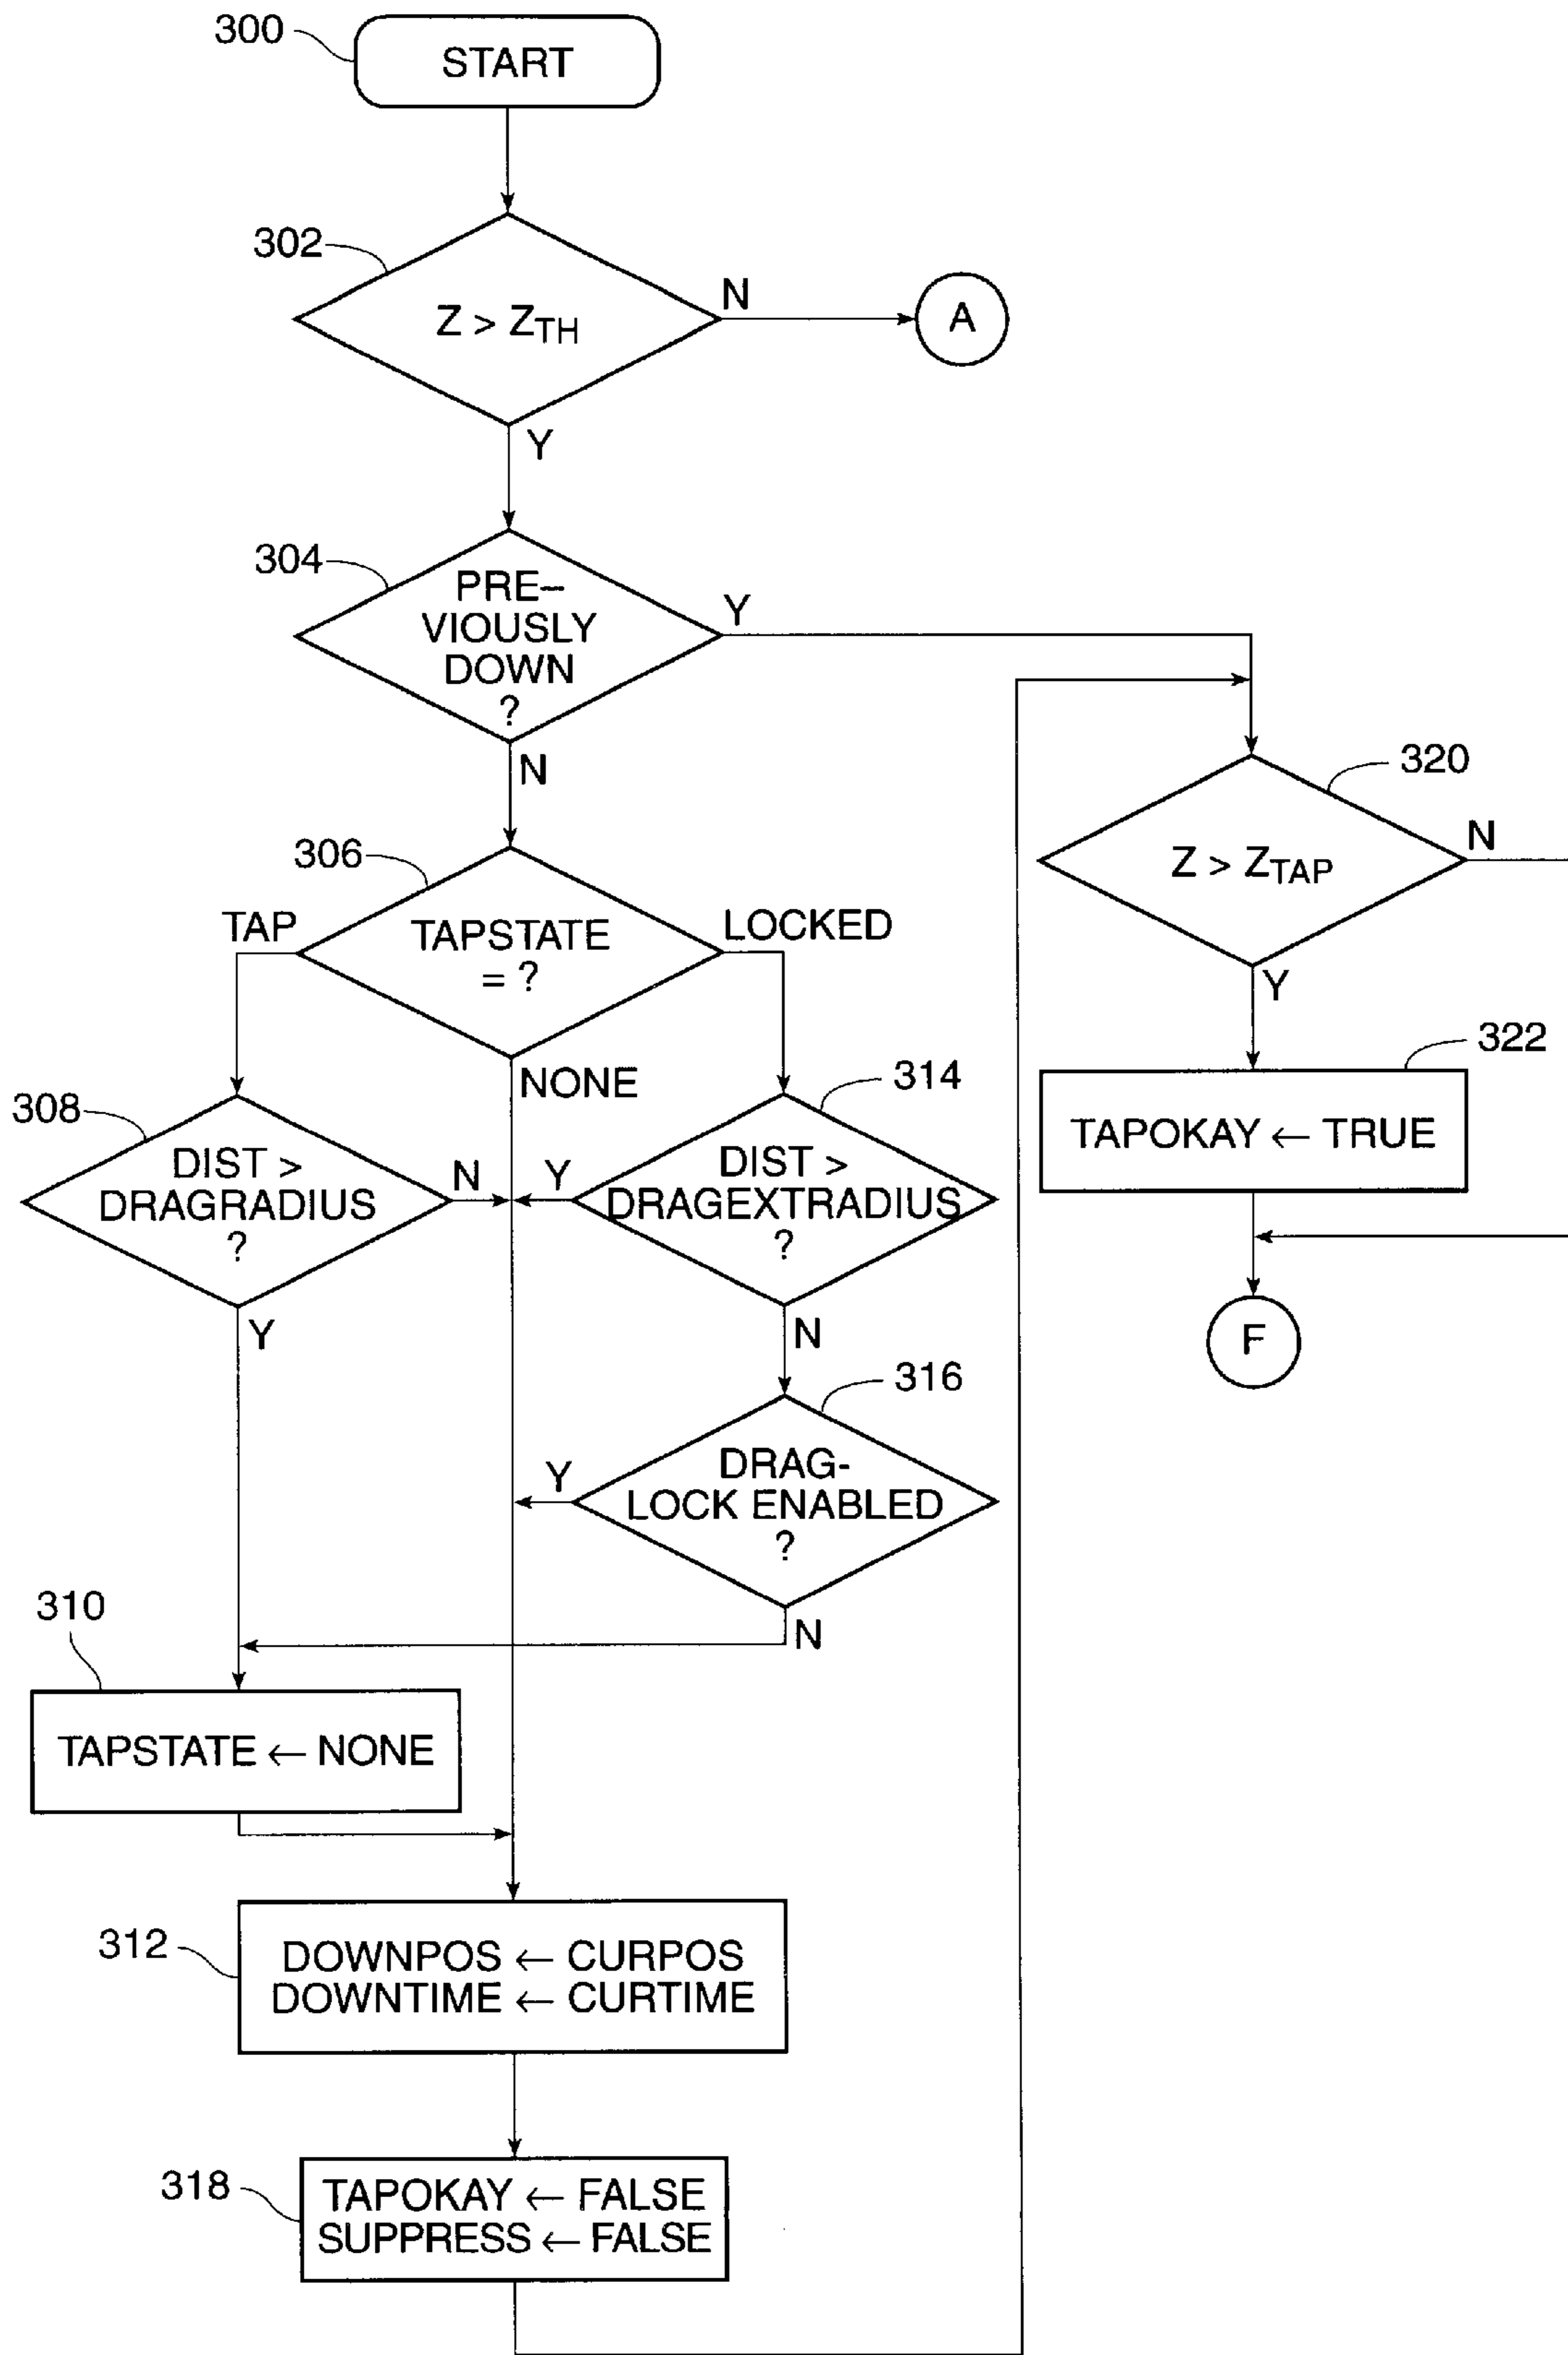 300
START
302
Z > ZTH
N
A
Y
304
PRE–
VIOUSLY
DOWN
?
Y
N
320
Z > ZTAP
N
Y
306
TAPSTATE
= ?
TAP
LOCKED
NONE
322
TAPOKAY ← TRUE
F
308
DIST >
DRAGRADIUS
?
N
Y
314
DIST >
DRAGEXTRADIUS
?
Y
N
316
DRAG-
LOCK ENABLED
?
Y
N
310
TAPSTATE ← NONE
312
DOWNPOS ← CURPOS
DOWNTIME ← CURTIME
318
TAPOKAY ← FALSE
SUPPRESS ← FALSE